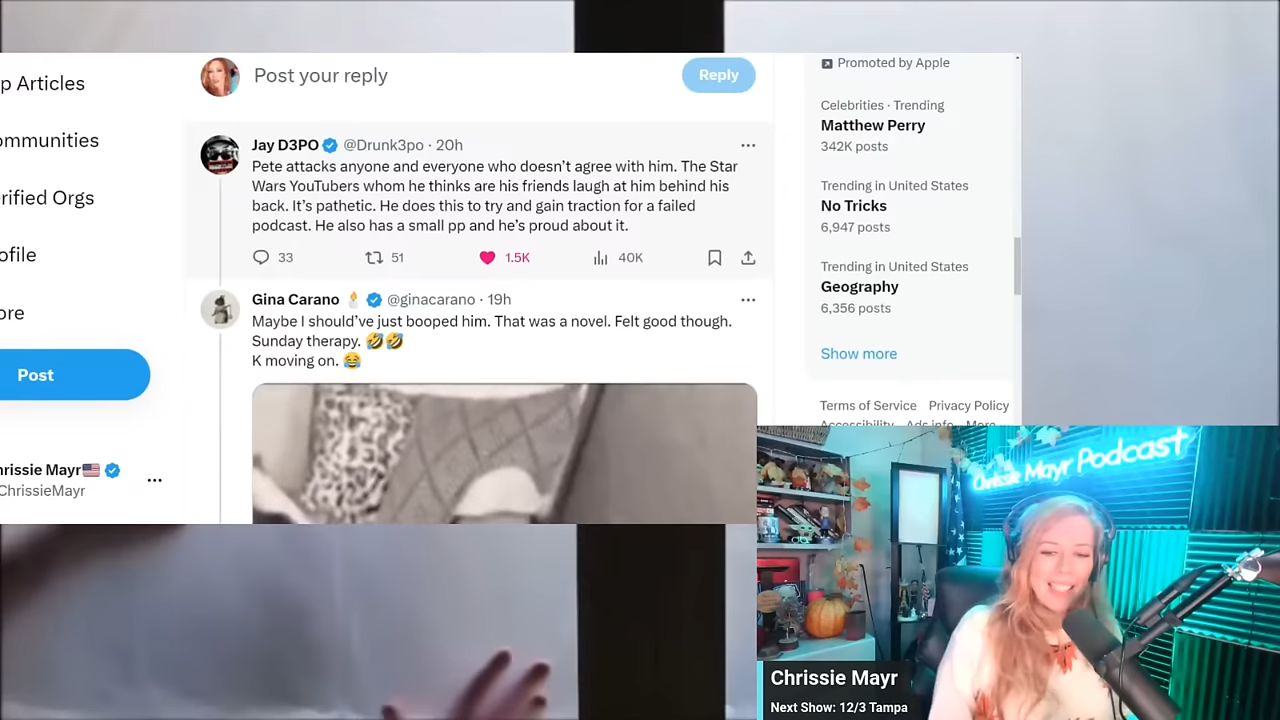 p Articles
ommunities
erified Orgs
ofile
ore
Post
hrissie Mayr🇺🇸
ChrissieMayr
Post your reply
Reply
Jay D3PO @Drunk3po · 20h
Pete attacks anyone and everyone who doesn't agree with him. The Star
Wars YouTubers whom he thinks are his friends laugh at him behind his
back. It's pathetic. He does this to try and gain traction for a failed
podcast. He also has a small pp and he's proud about it.
33 51 1.5K 40K
Gina Carano 🕯️ @ginacarano · 19h
Maybe I should've just booped him. That was a novel. Felt good though.
Sunday therapy. 🤣🤣
K moving on. 😂
Promoted by Apple
Celebrities · Trending
Matthew Perry
342K posts
Trending in United States
No Tricks
6,947 posts
Trending in United States
Geography
6,356 posts
Show more
Terms of Service Privacy Policy
Accessibility Ads info More
Chrissie Mayr Podcast
Chrissie Mayr
Next Show: 12/3 Tampa